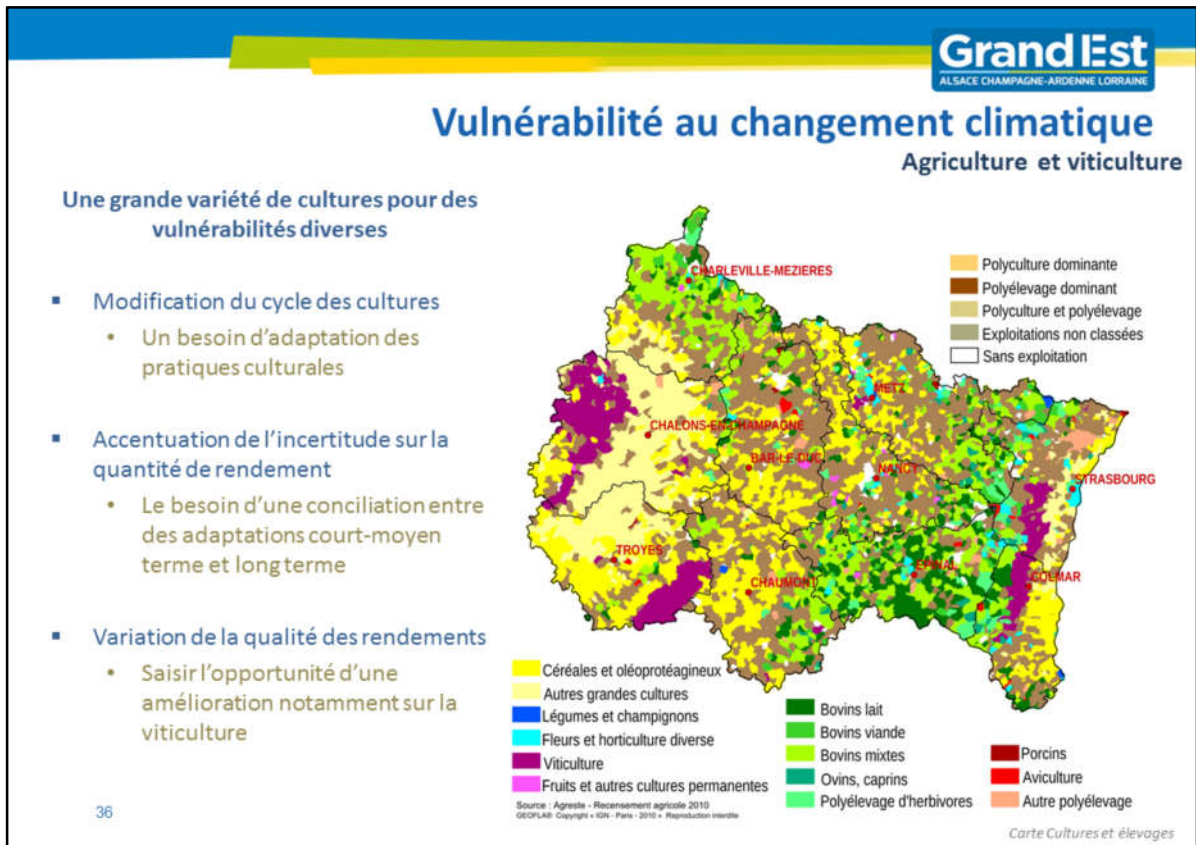 Grand Est
ALSACE CHAMPAGNE-ARDENNE LORRAINE
Vulnérabilité au changement climatique
Agriculture et viticulture
Une grande variété de cultures pour des
vulnérabilités diverses
▪ Modification du cycle des cultures
• Un besoin d'adaptation des
pratiques culturales
▪ Accentuation de l'incertitude sur la
quantité de rendement
• Le besoin d'une conciliation entre
des adaptations court-moyen
terme et long terme
▪ Variation de la qualité des rendements
• Saisir l'opportunité d'une
amélioration notamment sur la
viticulture
CHARLEVILLE-MEZIERES
METZ
CHALONS-EN-CHAMPAGNE
BAR-LE-DUC
NANCY
STRASBOURG
TROYES
CHAUMONT
EPINAL
COLMAR
Polyculture dominante
Polyélevage dominant
Polyculture et polyélevage
Exploitations non classées
Sans exploitation
Céréales et oléoprotéagineux
Autres grandes cultures
Légumes et champignons
Fleurs et horticulture diverse
Viticulture
Fruits et autres cultures permanentes
Bovins lait
Bovins viande
Bovins mixtes
Ovins, caprins
Polyélevage d'herbivores
Porcins
Aviculture
Autre polyélevage
Source : Agreste - Recensement agricole 2010
GEOFLA® Copyright « IGN - Paris - 2010 » Reproduction interdite
36
Carte Cultures et élevages